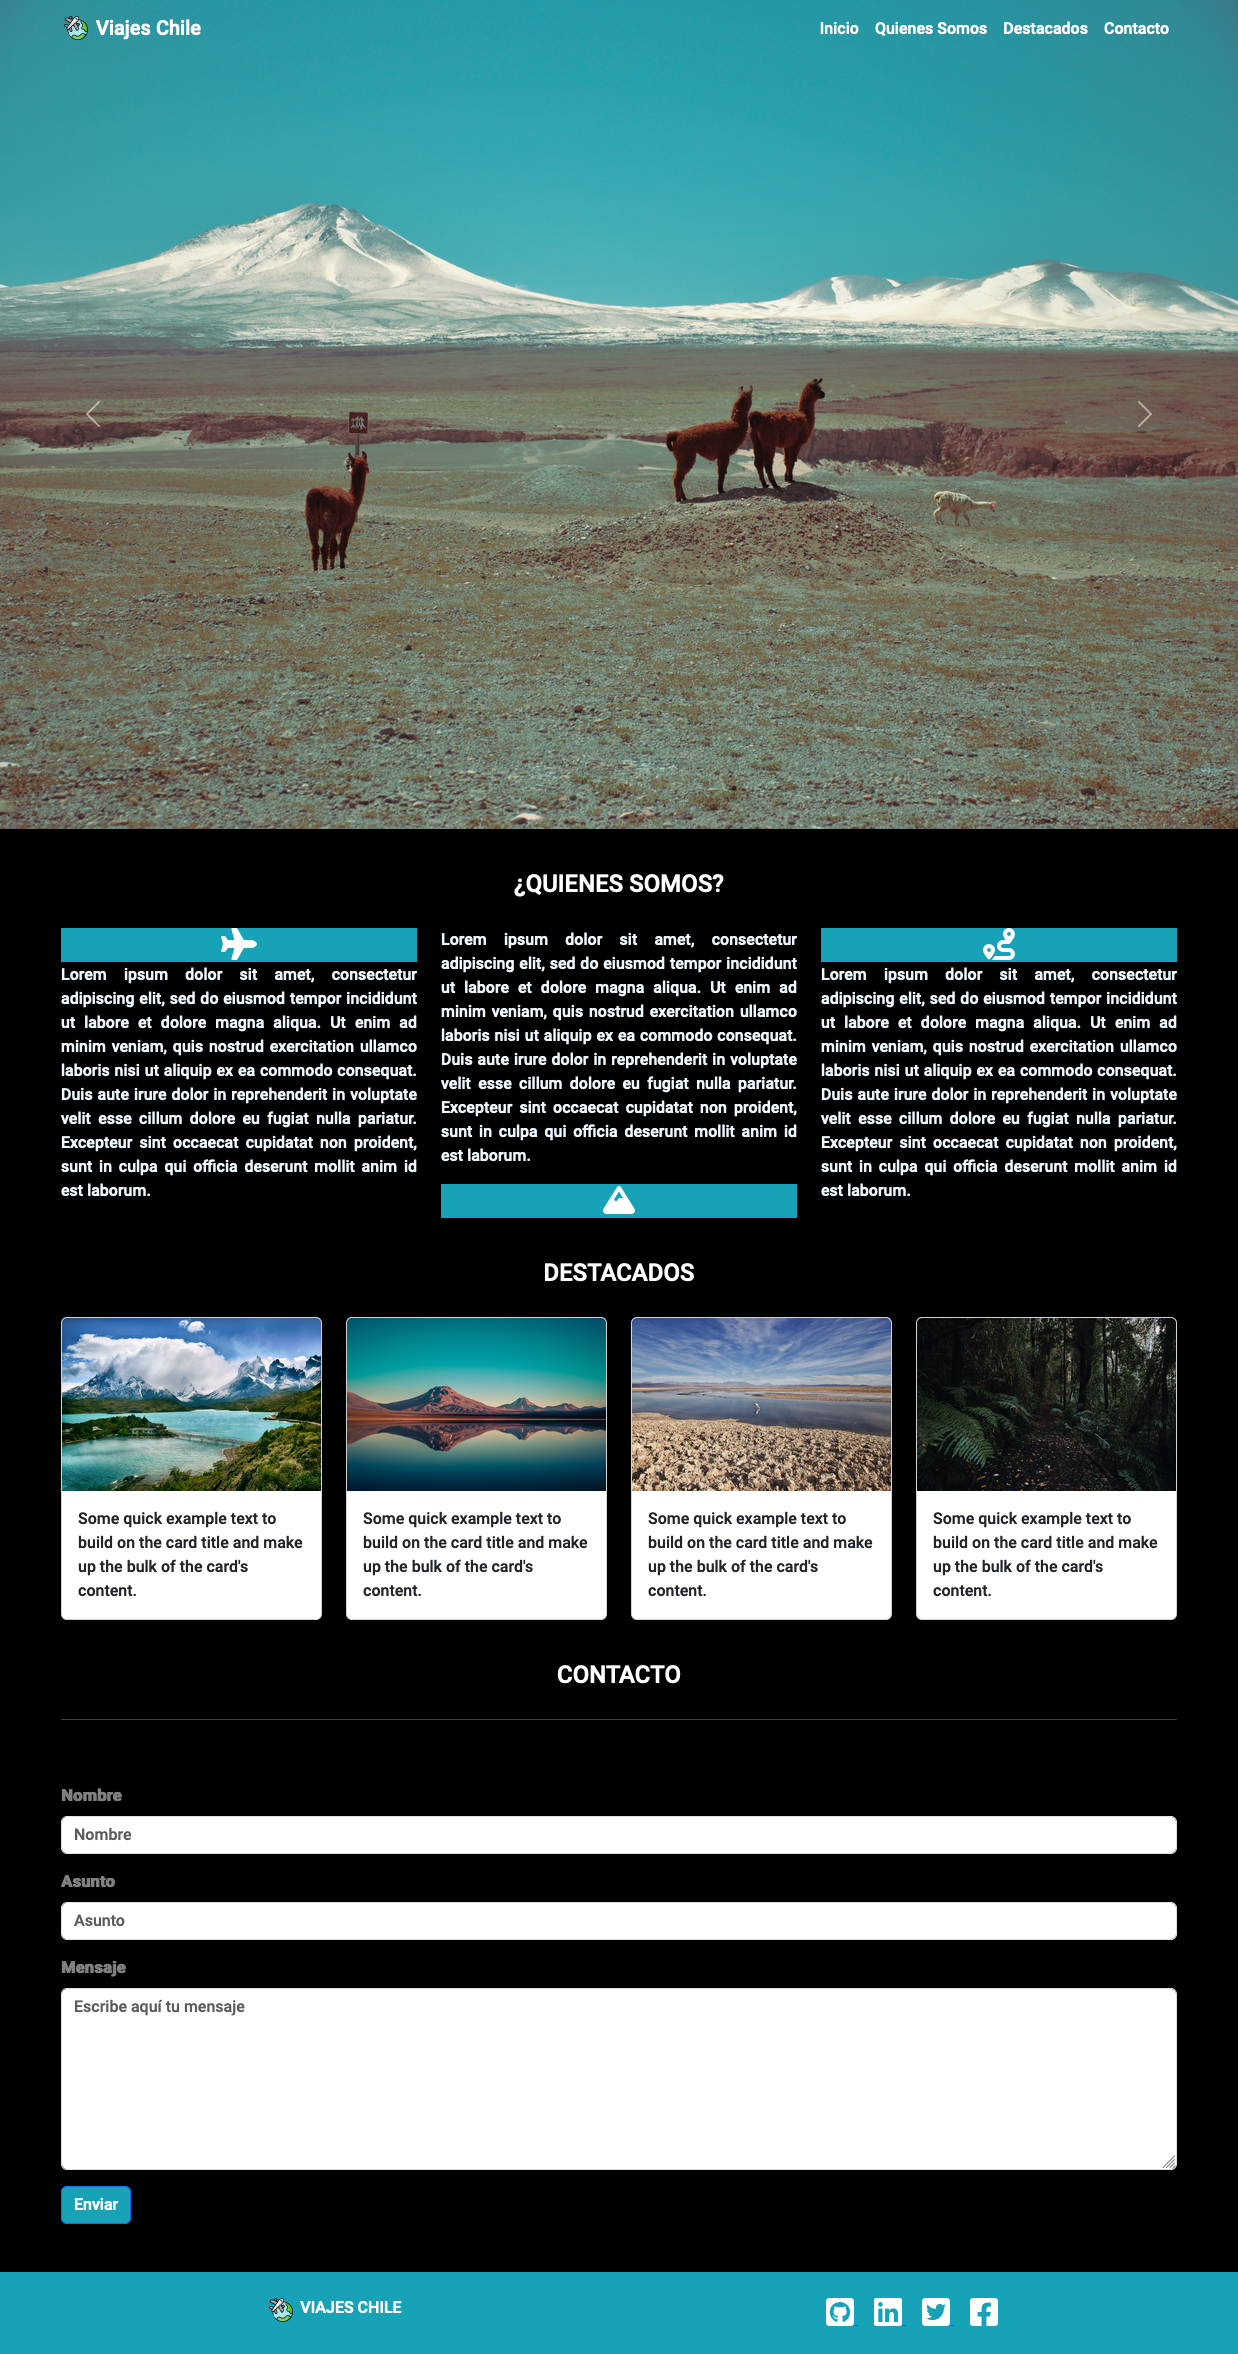 Viajes Chile
Inicio Quienes Somos Destacados Contacto
¿QUIENES SOMOS?
Lorem ipsum dolor sit amet, consectetur
adipiscing elit, sed do eiusmod tempor incididunt
ut labore et dolore magna aliqua. Ut enim ad
minim veniam, quis nostrud exercitation ullamco
laboris nisi ut aliquip ex ea commodo consequat.
Duis aute irure dolor in reprehenderit in voluptate
velit esse cillum dolore eu fugiat nulla pariatur.
Excepteur sint occaecat cupidatat non proident,
sunt in culpa qui officia deserunt mollit anim id
est laborum.
Lorem ipsum dolor sit amet, consectetur
adipiscing elit, sed do eiusmod tempor incididunt
ut labore et dolore magna aliqua. Ut enim ad
minim veniam, quis nostrud exercitation ullamco
laboris nisi ut aliquip ex ea commodo consequat.
Duis aute irure dolor in reprehenderit in voluptate
velit esse cillum dolore eu fugiat nulla pariatur.
Excepteur sint occaecat cupidatat non proident,
sunt in culpa qui officia deserunt mollit anim id
est laborum.
Lorem ipsum dolor sit amet, consectetur
adipiscing elit, sed do eiusmod tempor incididunt
ut labore et dolore magna aliqua. Ut enim ad
minim veniam, quis nostrud exercitation ullamco
laboris nisi ut aliquip ex ea commodo consequat.
Duis aute irure dolor in reprehenderit in voluptate
velit esse cillum dolore eu fugiat nulla pariatur.
Excepteur sint occaecat cupidatat non proident,
sunt in culpa qui officia deserunt mollit anim id
est laborum.
DESTACADOS
Some quick example text to
build on the card title and make
up the bulk of the card's
content.
Some quick example text to
build on the card title and make
up the bulk of the card's
content.
Some quick example text to
build on the card title and make
up the bulk of the card's
content.
Some quick example text to
build on the card title and make
up the bulk of the card's
content.
CONTACTO
Nombre
Nombre
Asunto
Asunto
Mensaje
Escribe aquí tu mensaje
Enviar
VIAJES CHILE